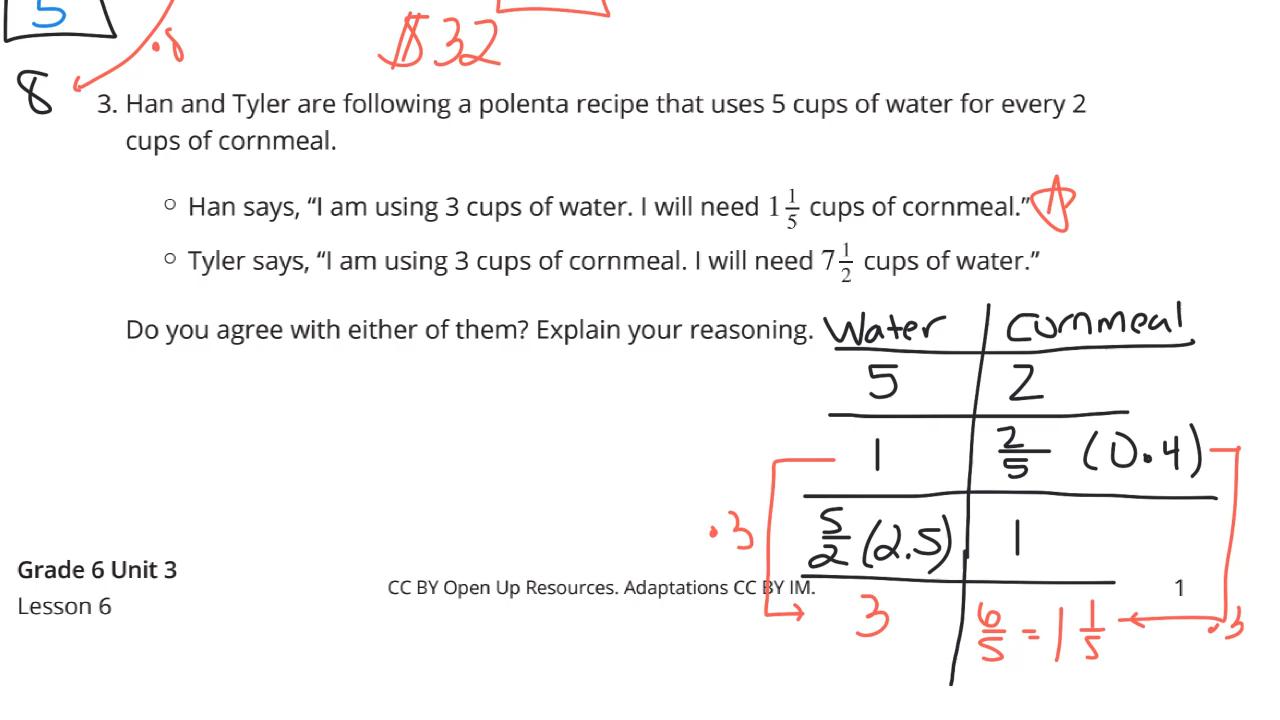 5
.8
$32
8
3. Han and Tyler are following a polenta recipe that uses 5 cups of water for every 2
cups of cornmeal.
○ Han says, “I am using 3 cups of water. I will need 1 1/5 cups of cornmeal.” A
○ Tyler says, “I am using 3 cups of cornmeal. I will need 7 1/2 cups of water.”
Do you agree with either of them? Explain your reasoning.
Water Cornmeal
5 2
1 2/5 (0.4)
5/2 (2.5) 1
·3
3 6/5 = 1 1/5 ·3
Grade 6 Unit 3
Lesson 6
CC BY Open Up Resources. Adaptations CC BY IM.
1